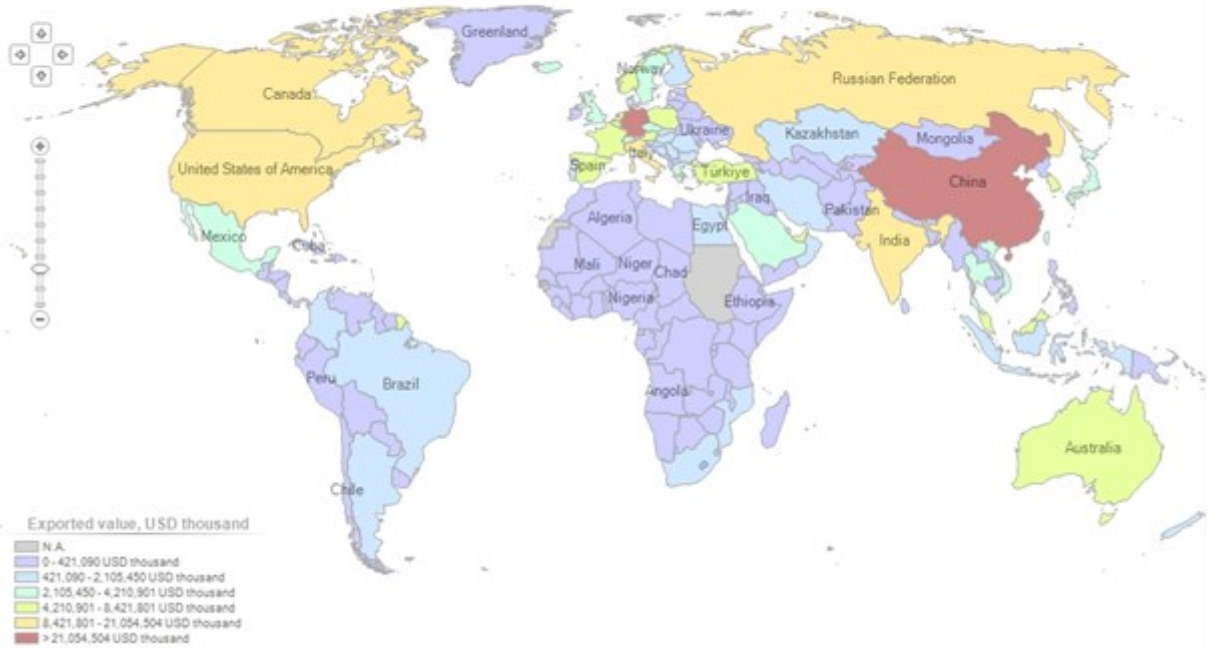 Greenland
Norway
Russian Federation
Canada
Ukraine
Kazakhstan
Mongolia
Italy
Spain
Türkiye
United States of America
China
Iraq
Pakistan
Algeria
Egypt
Mexico
Cuba
India
Mali
Niger
Chad
Nigeria
Ethiopia
Peru
Brazil
Angola
Australia
Chile
Exported value, USD thousand
N.A.
0 - 421,090 USD thousand
421,090 - 2,105,450 USD thousand
2,105,450 - 4,210,901 USD thousand
4,210,901 - 8,421,801 USD thousand
8,421,801 - 21,054,504 USD thousand
> 21,054,504 USD thousand